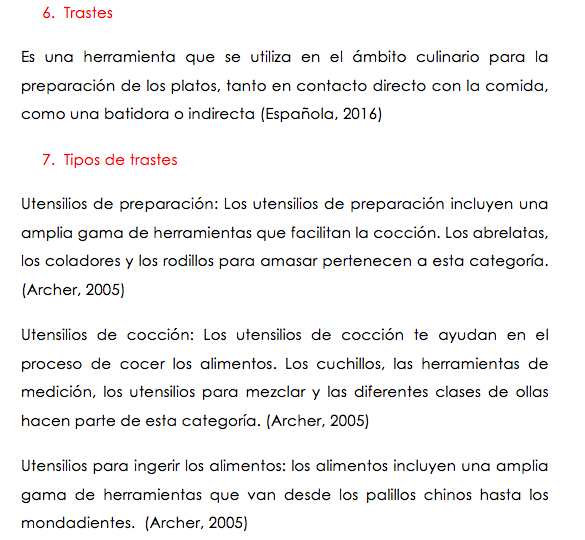 6. Trastes
Es una herramienta que se utiliza en el ámbito culinario para la
preparación de los platos, tanto en contacto directo con la comida,
como una batidora o indirecta (Española, 2016)
7. Tipos de trastes
Utensilios de preparación: Los utensilios de preparación incluyen una
amplia gama de herramientas que facilitan la cocción. Los abrelatas,
los coladores y los rodillos para amasar pertenecen a esta categoría.
(Archer, 2005)
Utensilios de cocción: Los utensilios de cocción te ayudan en el
proceso de cocer los alimentos. Los cuchillos, las herramientas de
medición, los utensilios para mezclar y las diferentes clases de ollas
hacen parte de esta categoría. (Archer, 2005)
Utensilios para ingerir los alimentos: los alimentos incluyen una amplia
gama de herramientas que van desde los palillos chinos hasta los
mondadientes.  (Archer, 2005)